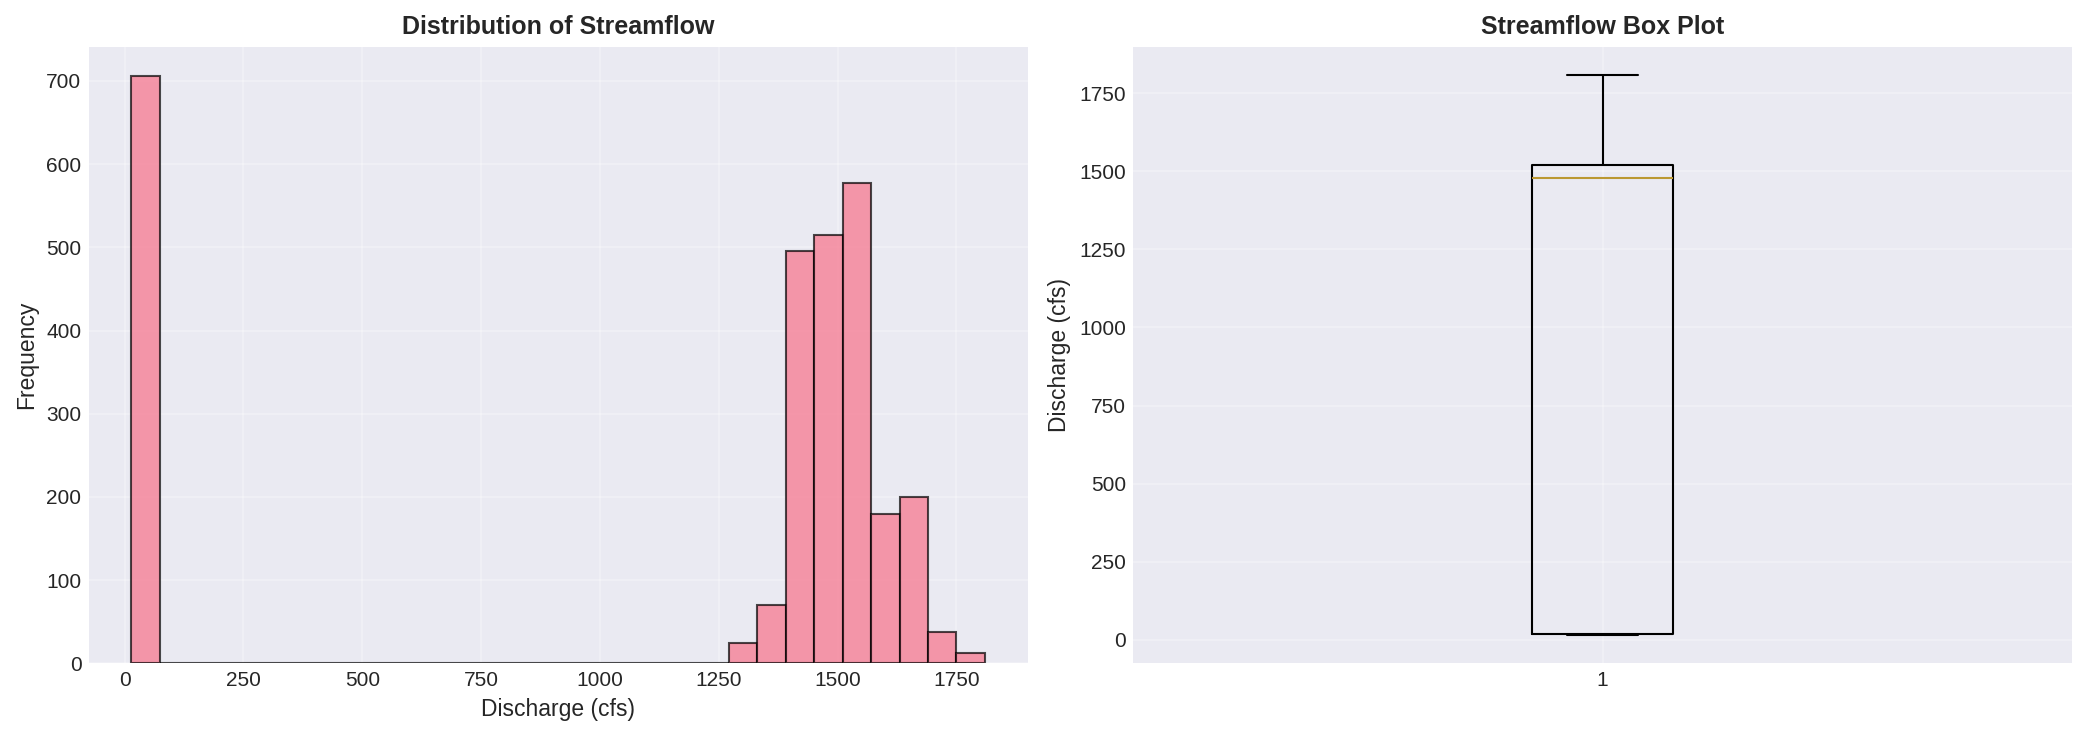 Distribution of Streamflow
700
600
500
400
300
200
100
0
Frequency
0 250 500 750 1000 1250 1500 1750
Discharge (cfs)
Streamflow Box Plot
1750
1500
1250
1000
750
500
250
0
Discharge (cfs)
1